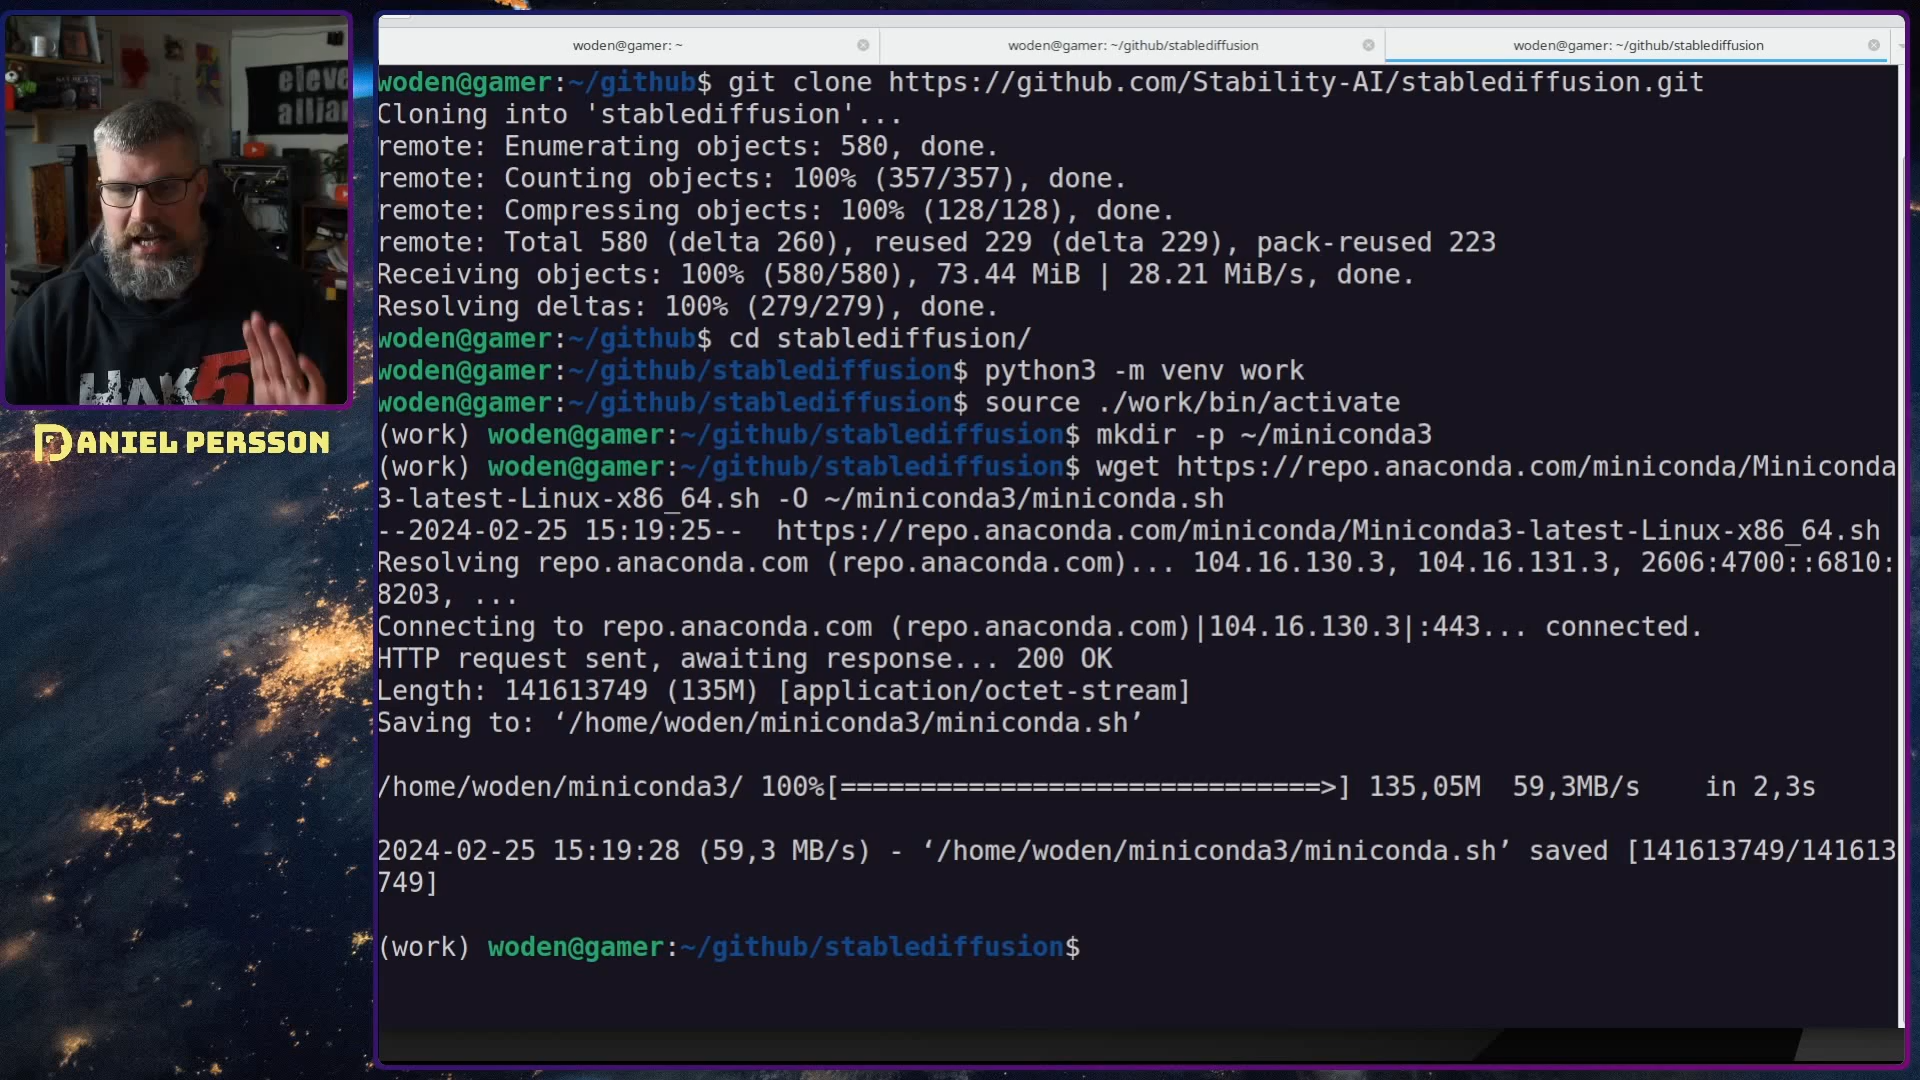 eleve
allian
HAK5
DANIEL PERSSON
woden@gamer: ~
woden@gamer: ~/github/stablediffusion
woden@gamer: ~/github/stablediffusion
woden@gamer:~/github$ git clone https://github.com/Stability-AI/stablediffusion.git
Cloning into 'stablediffusion'...
remote: Enumerating objects: 580, done.
remote: Counting objects: 100% (357/357), done.
remote: Compressing objects: 100% (128/128), done.
remote: Total 580 (delta 260), reused 229 (delta 229), pack-reused 223
Receiving objects: 100% (580/580), 73.44 MiB | 28.21 MiB/s, done.
Resolving deltas: 100% (279/279), done.
woden@gamer:~/github$ cd stablediffusion/
woden@gamer:~/github/stablediffusion$ python3 -m venv work
woden@gamer:~/github/stablediffusion$ source ./work/bin/activate
(work) woden@gamer:~/github/stablediffusion$ mkdir -p ~/miniconda3
(work) woden@gamer:~/github/stablediffusion$ wget https://repo.anaconda.com/miniconda/Miniconda
3-latest-Linux-x86_64.sh -O ~/miniconda3/miniconda.sh
--2024-02-25 15:19:25--  https://repo.anaconda.com/miniconda/Miniconda3-latest-Linux-x86_64.sh
Resolving repo.anaconda.com (repo.anaconda.com)... 104.16.130.3, 104.16.131.3, 2606:4700::6810:
8203, ...
Connecting to repo.anaconda.com (repo.anaconda.com)|104.16.130.3|:443... connected.
HTTP request sent, awaiting response... 200 OK
Length: 141613749 (135M) [application/octet-stream]
Saving to: ‘/home/woden/miniconda3/miniconda.sh’
/home/woden/miniconda3/ 100%[==============================>] 135,05M  59,3MB/s    in 2,3s
2024-02-25 15:19:28 (59,3 MB/s) - ‘/home/woden/miniconda3/miniconda.sh’ saved [141613749/141613
749]
(work) woden@gamer:~/github/stablediffusion$